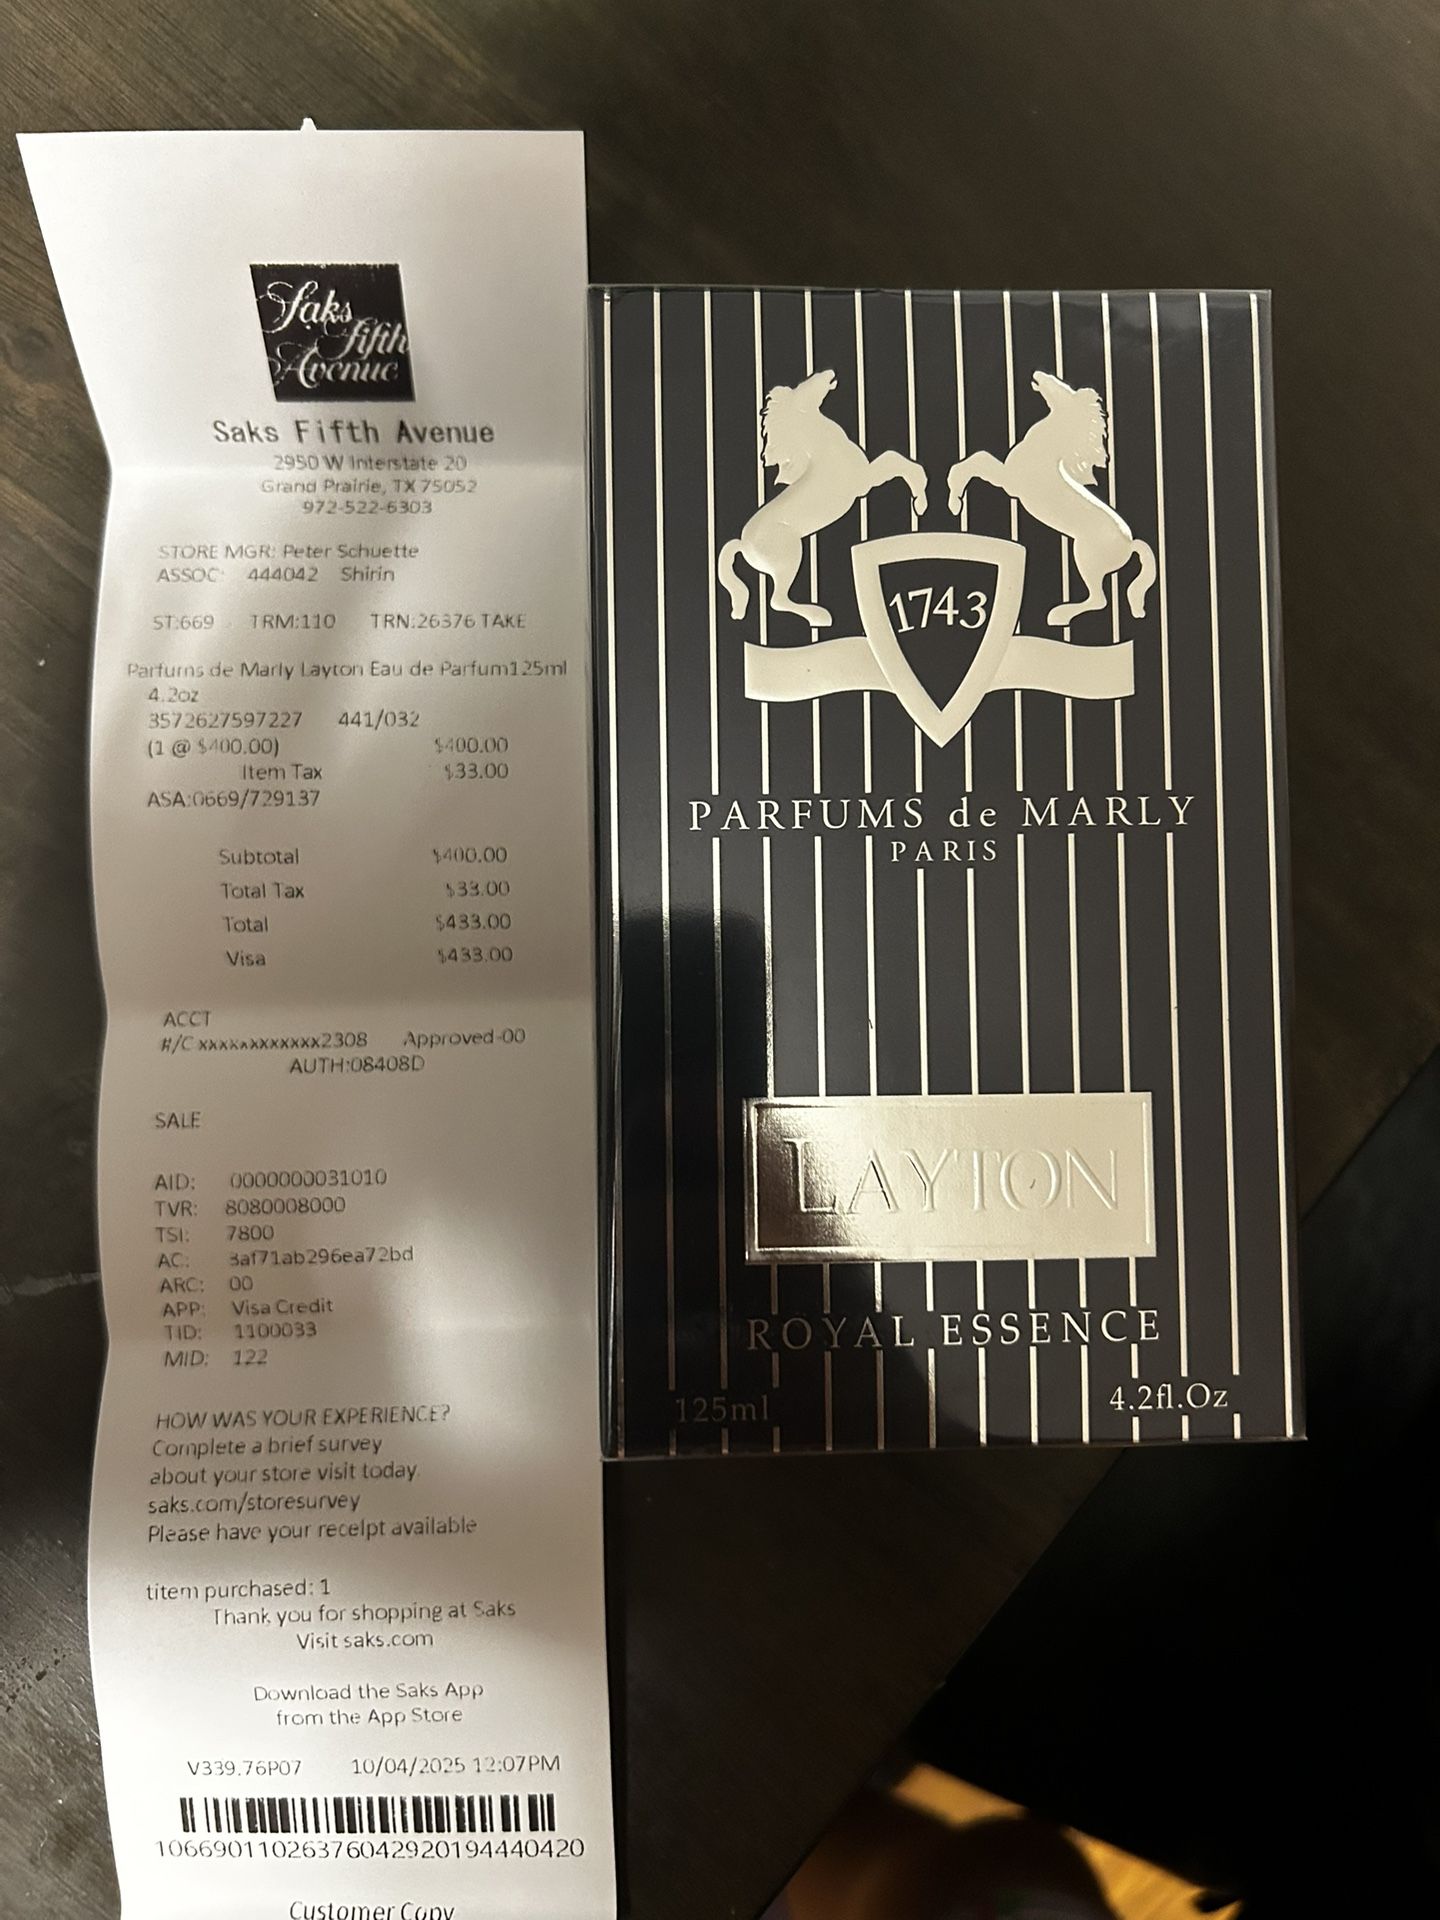 Saks
Fifth
Avenue
Saks Fifth Avenue
2950 W Interstate 20
Grand Prairie, TX 75052
972-522-6303
STORE MGR: Peter Schuette
ASSOC: 444042 Shirin
ST:669 TRM:110 TRN:26376 TAKE
Parfums de Marly Layton Eau de Parfum125ml
4.2oz
3572627597227 441/032
(1 @ $400.00) $400.00
Item Tax $33.00
ASA:0669/729137
Subtotal $400.00
Total Tax $33.00
Total $433.00
Visa $433.00
ACCT
#/C xxxxxxxxxxxx2308 Approved-00
AUTH:08408D
SALE
AID: 0000000031010
TVR: 8080008000
TSI: 7800
AC: 3af71ab296ea72bd
ARC: 00
APP: Visa Credit
TID: 1100033
MID: 122
HOW WAS YOUR EXPERIENCE?
Complete a brief survey
about your store visit today.
saks.com/storesurvey
Please have your receipt available
titem purchased: 1
Thank you for shopping at Saks
Visit saks.com
Download the Saks App
from the App Store
V339.76P07 10/04/2025 12:07PM
10669011026376042920194440420
Customer Copy
1743
PARFUMS de MARLY
PARIS
LAYTON
ROYAL ESSENCE
125ml 4.2fl.Oz